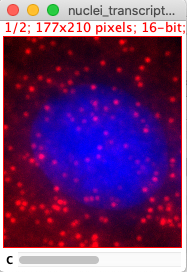 nuclei_transcript...
1/2; 177x210 pixels; 16-bit;
c